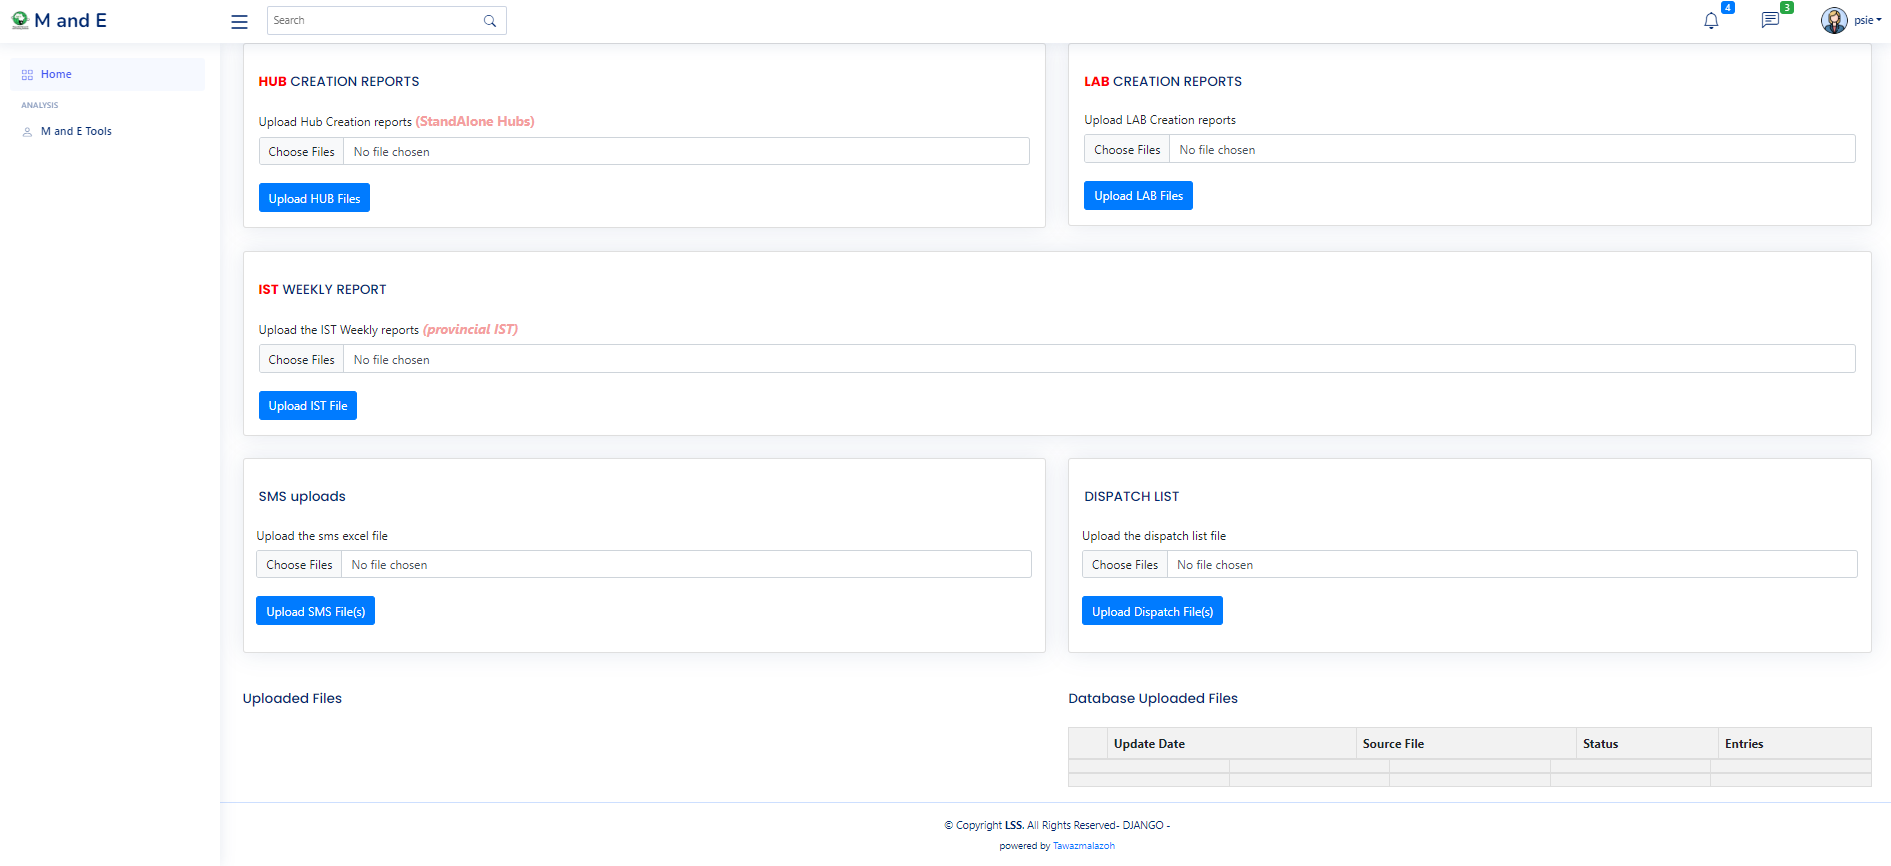 M and E
Search
4
3
psie
Home
ANALYSIS
M and E Tools
HUB CREATION REPORTS
Upload Hub Creation reports (StandAlone Hubs)
Choose Files No file chosen
Upload HUB Files
LAB CREATION REPORTS
Upload LAB Creation reports
Choose Files No file chosen
Upload LAB Files
IST WEEKLY REPORT
Upload the IST Weekly reports (provincial IST)
Choose Files No file chosen
Upload IST File
SMS uploads
Upload the sms excel file
Choose Files No file chosen
Upload SMS File(s)
DISPATCH LIST
Upload the dispatch list file
Choose Files No file chosen
Upload Dispatch File(s)
Uploaded Files
Database Uploaded Files
Update Date Source File Status Entries
© Copyright LSS. All Rights Reserved- DJANGO -
powered by Tawazmalazoh